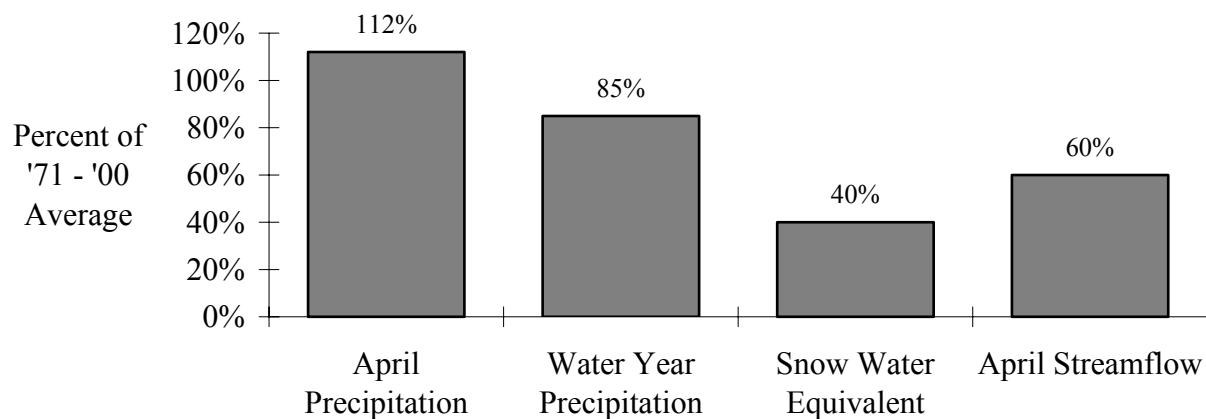 120%
100%
80%
60%
40%
20%
0%
Percent of
'71 - '00
Average
112%
85%
40%
60%
April
Precipitation
Water Year
Precipitation
Snow Water
Equivalent
April Streamflow